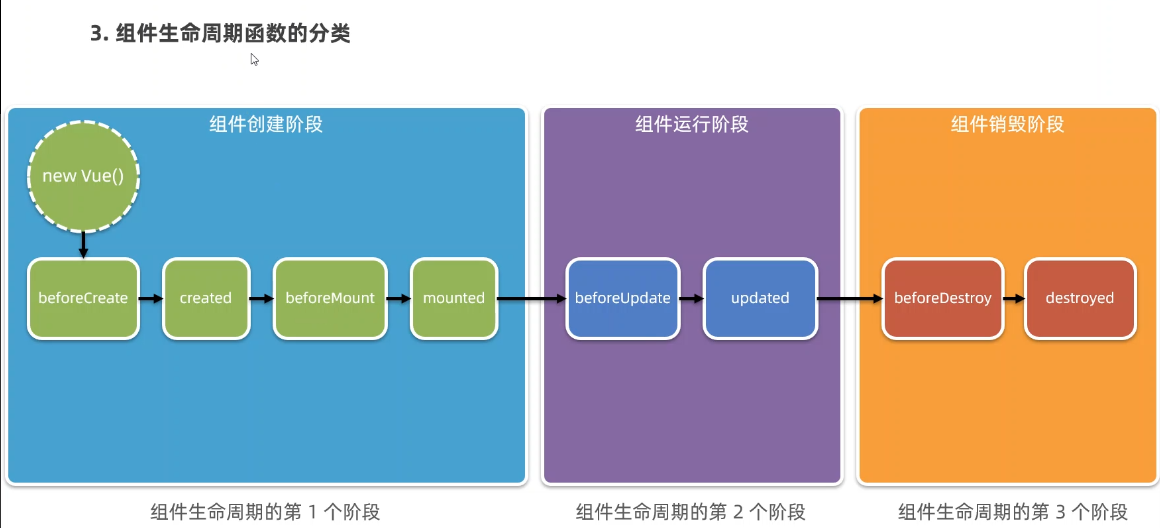 3. 组件生命周期函数的分类
组件创建阶段
组件运行阶段
组件销毁阶段
new Vue()
beforeCreate
created
beforeMount
mounted
beforeUpdate
updated
beforeDestroy
destroyed
组件生命周期的第 1 个阶段
组件生命周期的第 2 个阶段
组件生命周期的第 3 个阶段